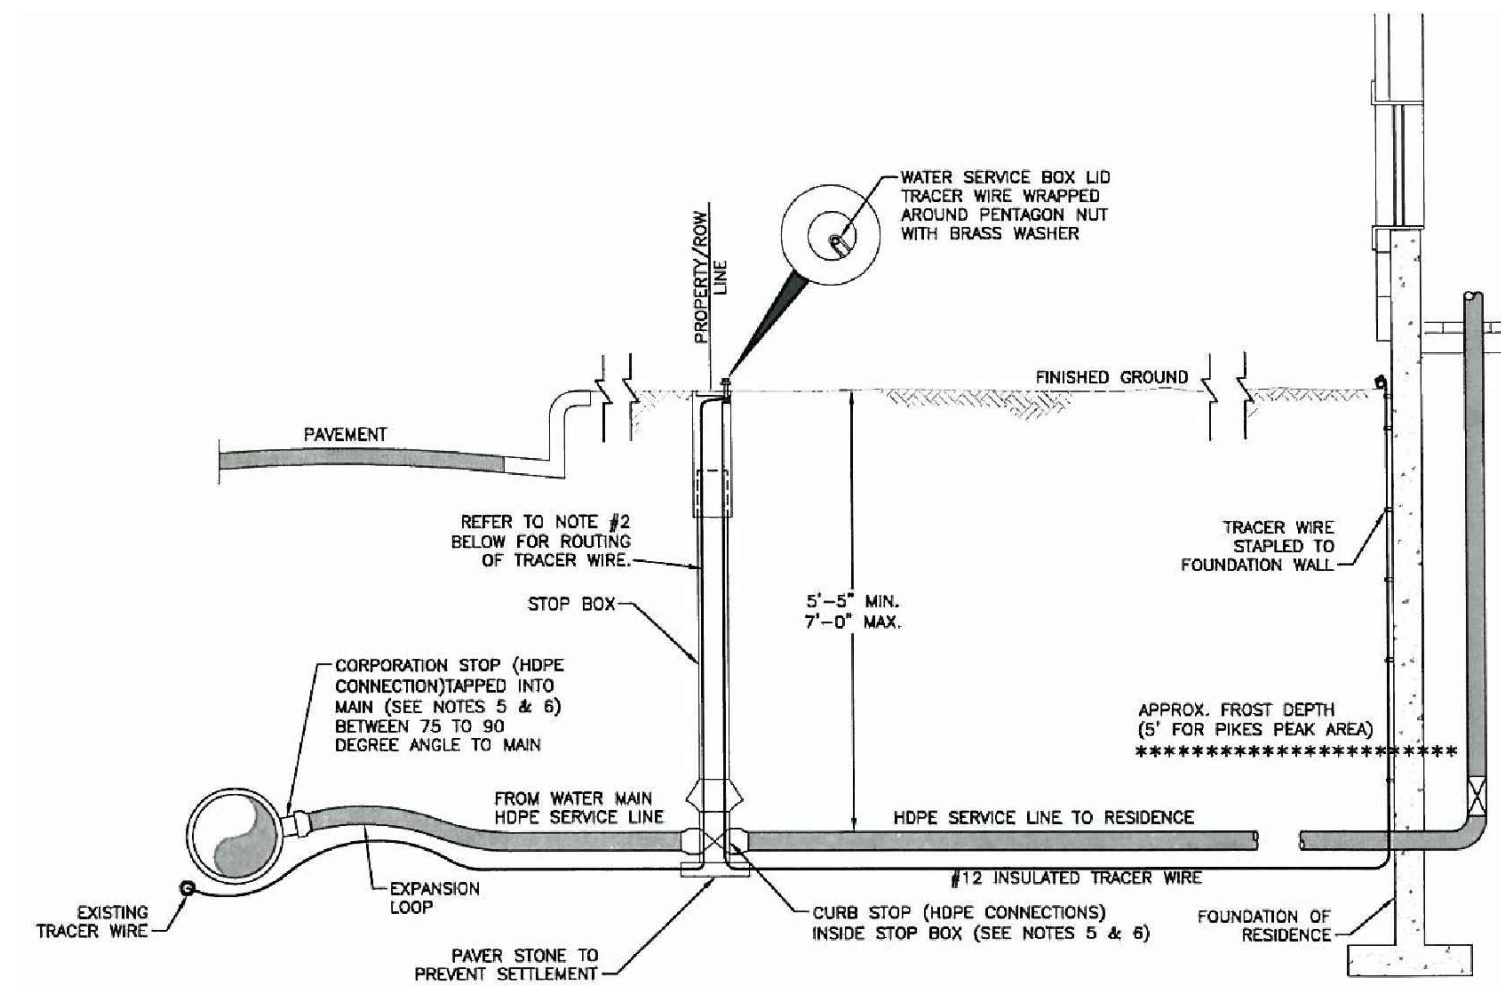 WATER SERVICE BOX LID
TRACER WIRE WRAPPED
AROUND PENTAGON NUT
WITH BRASS WASHER
PROPERTY/ROW
LINE
FINISHED GROUND
PAVEMENT
REFER TO NOTE #2
BELOW FOR ROUTING
OF TRACER WIRE.
TRACER WIRE
STAPLED TO
FOUNDATION WALL
STOP BOX
5'-5" MIN.
7'-0" MAX.
CORPORATION STOP (HDPE
CONNECTION)TAPPED INTO
MAIN (SEE NOTES 5 & 6)
BETWEEN 75 TO 90
DEGREE ANGLE TO MAIN
APPROX. FROST DEPTH
(5' FOR PIKES PEAK AREA)
***********************
FROM WATER MAIN
HDPE SERVICE LINE
HDPE SERVICE LINE TO RESIDENCE
#12 INSULATED TRACER WIRE
EXPANSION
LOOP
EXISTING
TRACER WIRE
CURB STOP (HDPE CONNECTIONS)
INSIDE STOP BOX (SEE NOTES 5 & 6)
FOUNDATION OF
RESIDENCE
PAVER STONE TO
PREVENT SETTLEMENT